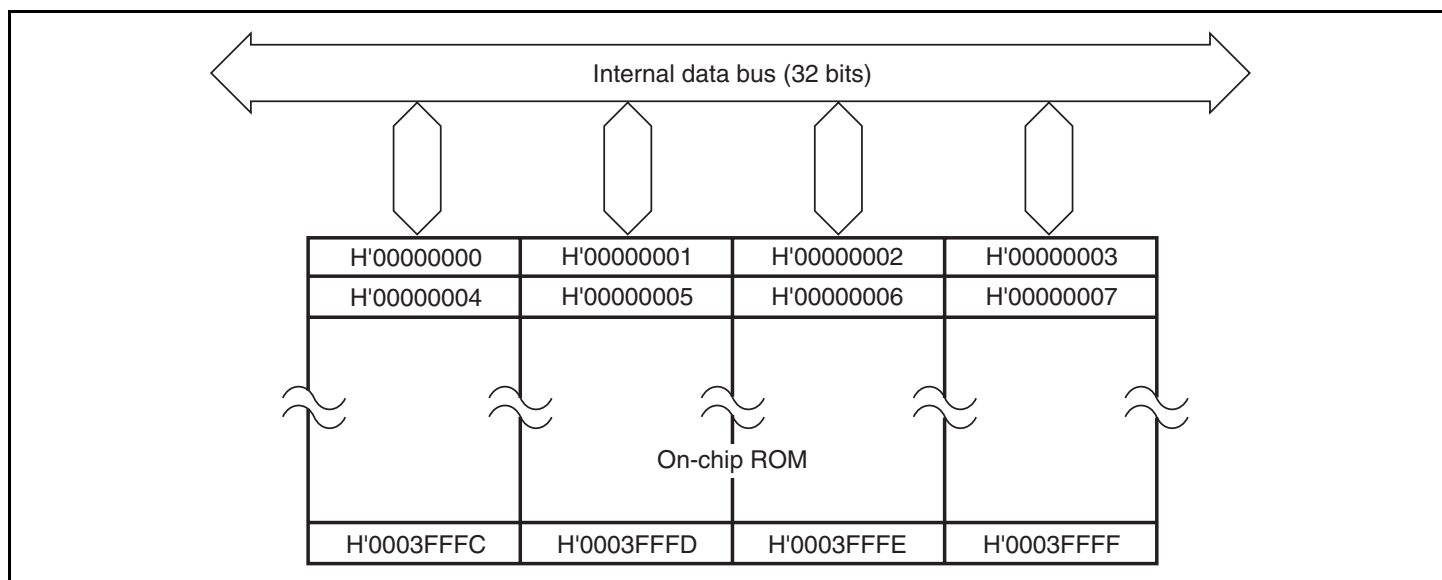 Internal data bus (32 bits)
H'00000000 H'00000001 H'00000002 H'00000003
H'00000004 H'00000005 H'00000006 H'00000007
On-chip ROM
H'0003FFFC H'0003FFFD H'0003FFFE H'0003FFFF